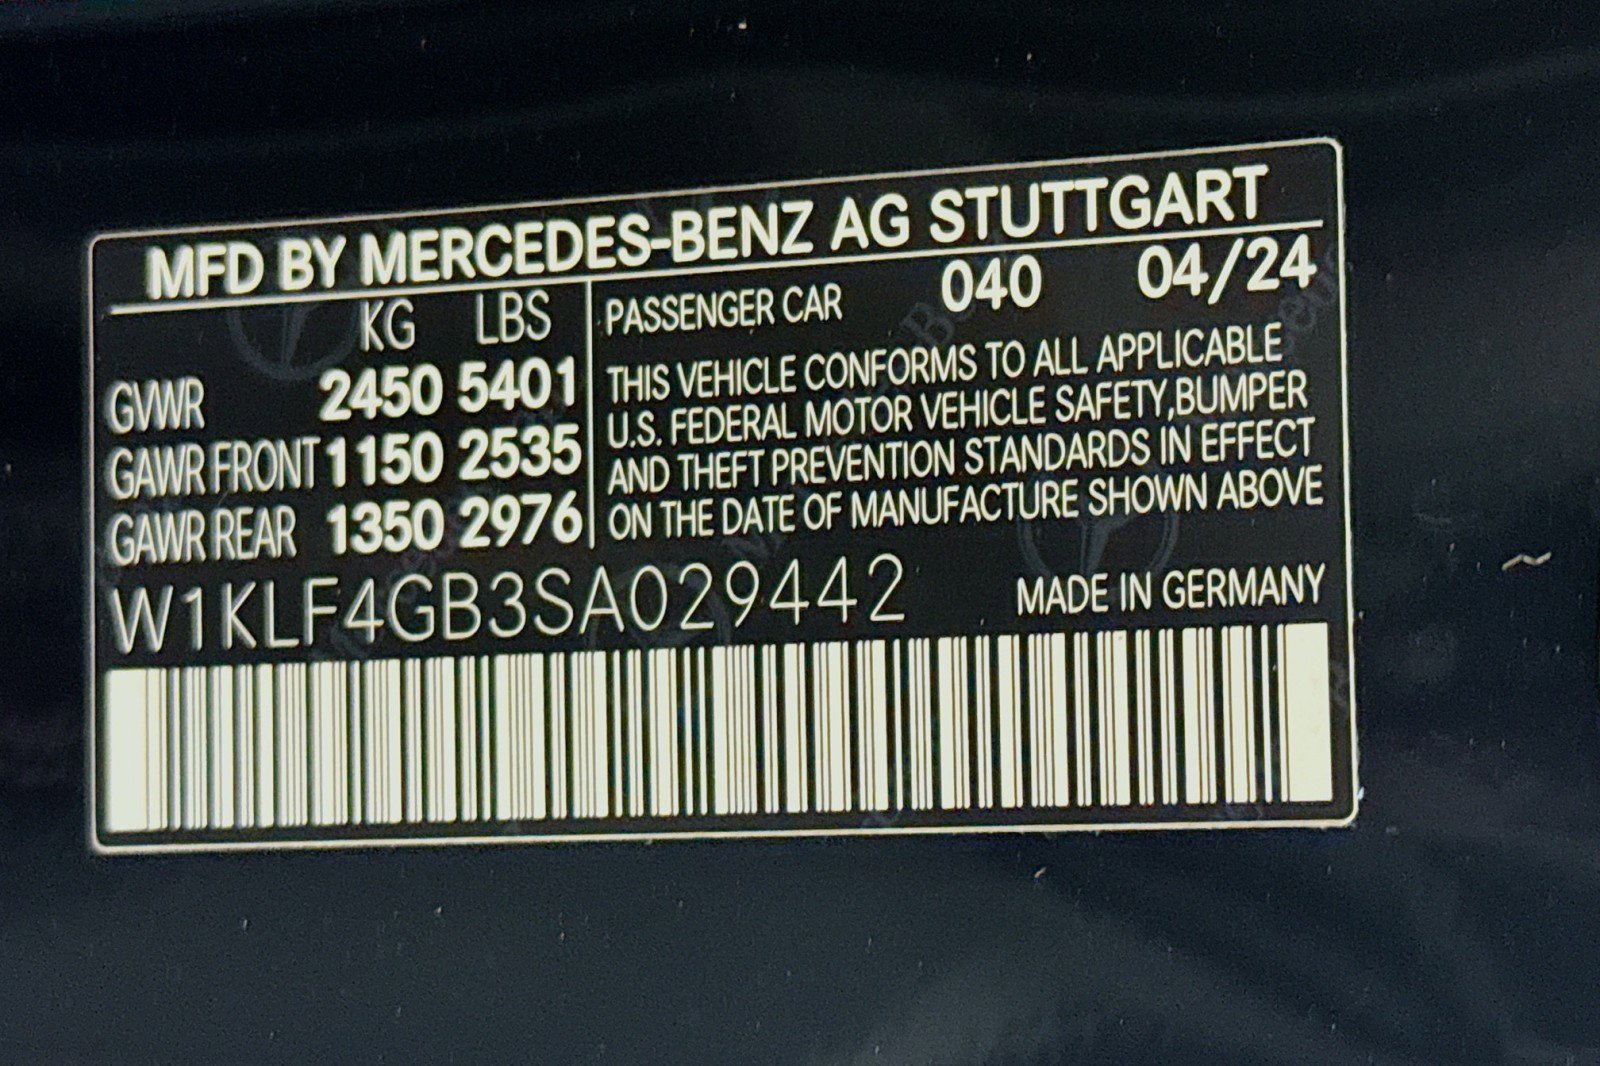 MFD BY MERCEDES-BENZ AG STUTTGART
KG LBS
GVWR 2450 5401
GAWR FRONT 1150 2535
GAWR REAR 1350 2976
PASSENGER CAR 040 04/24
THIS VEHICLE CONFORMS TO ALL APPLICABLE
U.S. FEDERAL MOTOR VEHICLE SAFETY,BUMPER
AND THEFT PREVENTION STANDARDS IN EFFECT
ON THE DATE OF MANUFACTURE SHOWN ABOVE
W1KLF4GB3SA029442 MADE IN GERMANY